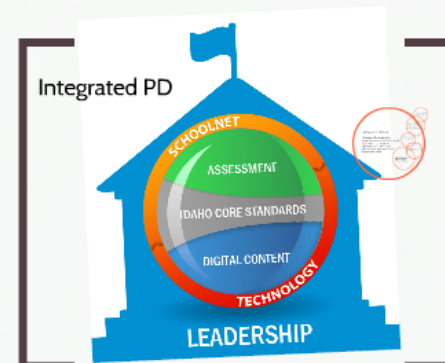 Integrated PD
SCHOOLNET
ASSESSMENT
IDAHO CORE STANDARDS
DIGITAL CONTENT
TECHNOLOGY
LEADERSHIP